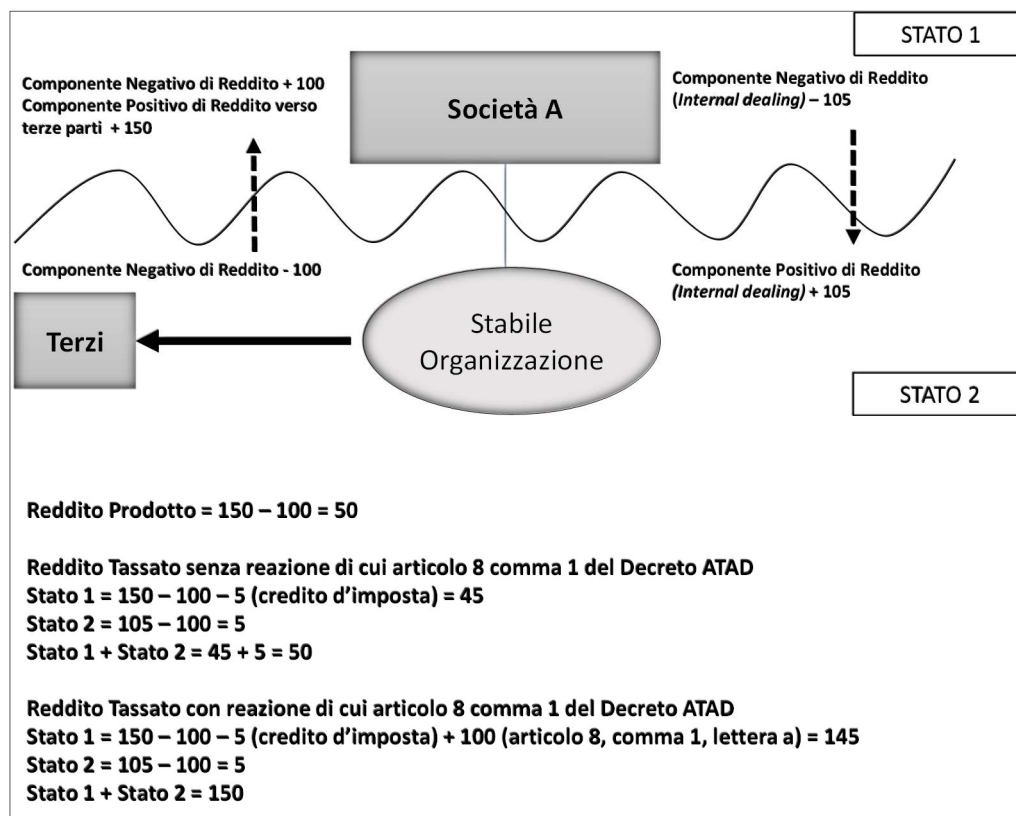 STATO 1
Componente Negativo di Reddito + 100
Componente Positivo di Reddito verso
terze parti + 150
Società A
Componente Negativo di Reddito
(Internal dealing) – 105
Componente Negativo di Reddito - 100
Componente Positivo di Reddito
(Internal dealing) + 105
Terzi
Stabile
Organizzazione
STATO 2
Reddito Prodotto = 150 – 100 = 50
Reddito Tassato senza reazione di cui articolo 8 comma 1 del Decreto ATAD
Stato 1 = 150 – 100 – 5 (credito d'imposta) = 45
Stato 2 = 105 – 100 = 5
Stato 1 + Stato 2 = 45 + 5 = 50
Reddito Tassato con reazione di cui articolo 8 comma 1 del Decreto ATAD
Stato 1 = 150 – 100 – 5 (credito d'imposta) + 100 (articolo 8, comma 1, lettera a) = 145
Stato 2 = 105 – 100 = 5
Stato 1 + Stato 2 = 150